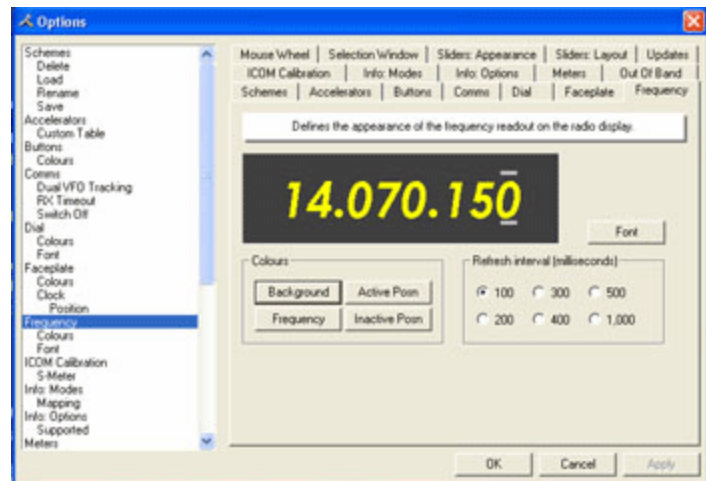 Options
Schemes
Delete
Load
Rename
Save
Accelerators
Custom Table
Buttons
Colours
Comms
Dual VFO Tracking
RX Timeout
Switch Off
Dial
Colours
Font
Faceplate
Colours
Clock
Position
Frequency
Colours
Font
ICOM Calibration
S-Meter
Info: Modes
Mapping
Info: Options
Supported
Meters
Mouse Wheel Selection Window Sliders: Appearance Sliders: Layout Updates
ICOM Calibration Info: Modes Info: Options Meters Out Of Band
Schemes Accelerators Buttons Comms Dial Faceplate Frequency
Defines the appearance of the frequency readout on the radio display.
14.070.150
Font
Colours
Background Active Posn
Frequency Inactive Posn
Refresh interval (milliseconds)
100 300 500
200 400 1,000
OK Cancel Apply